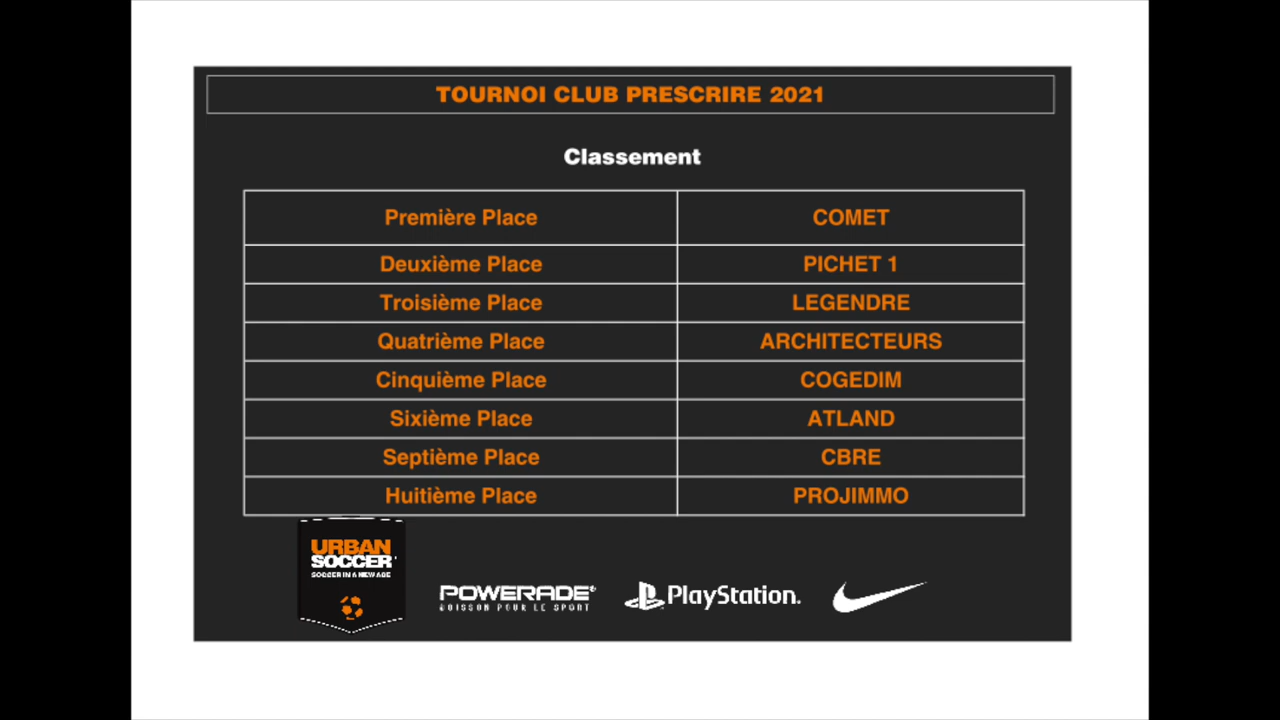 TOURNOI CLUB PRESCRIRE 2021
Classement
Première Place COMET
Deuxième Place PICHET 1
Troisième Place LEGENDRE
Quatrième Place ARCHITECTEURS
Cinquième Place COGEDIM
Sixième Place ATLAND
Septième Place CBRE
Huitième Place PROJIMMO
URBAN
SOCCER
SOCCER IN A NEW AGE
POWERADE
BOISSON POUR LE SPORT
PlayStation.